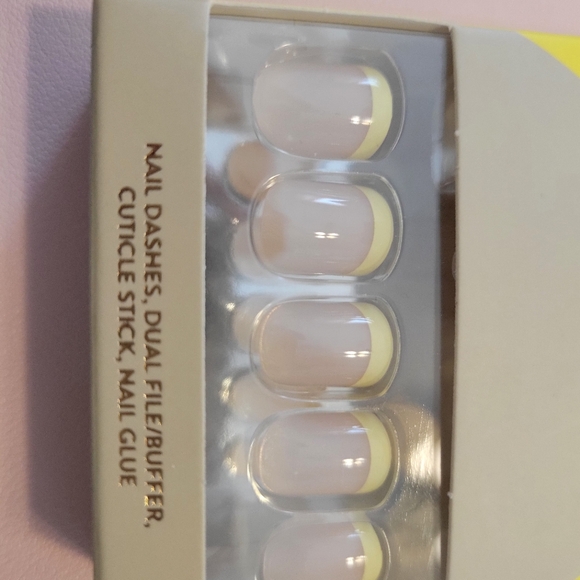 NAIL DASHES, DUAL FILE/BUFFER,
CUTICLE STICK, NAIL GLUE